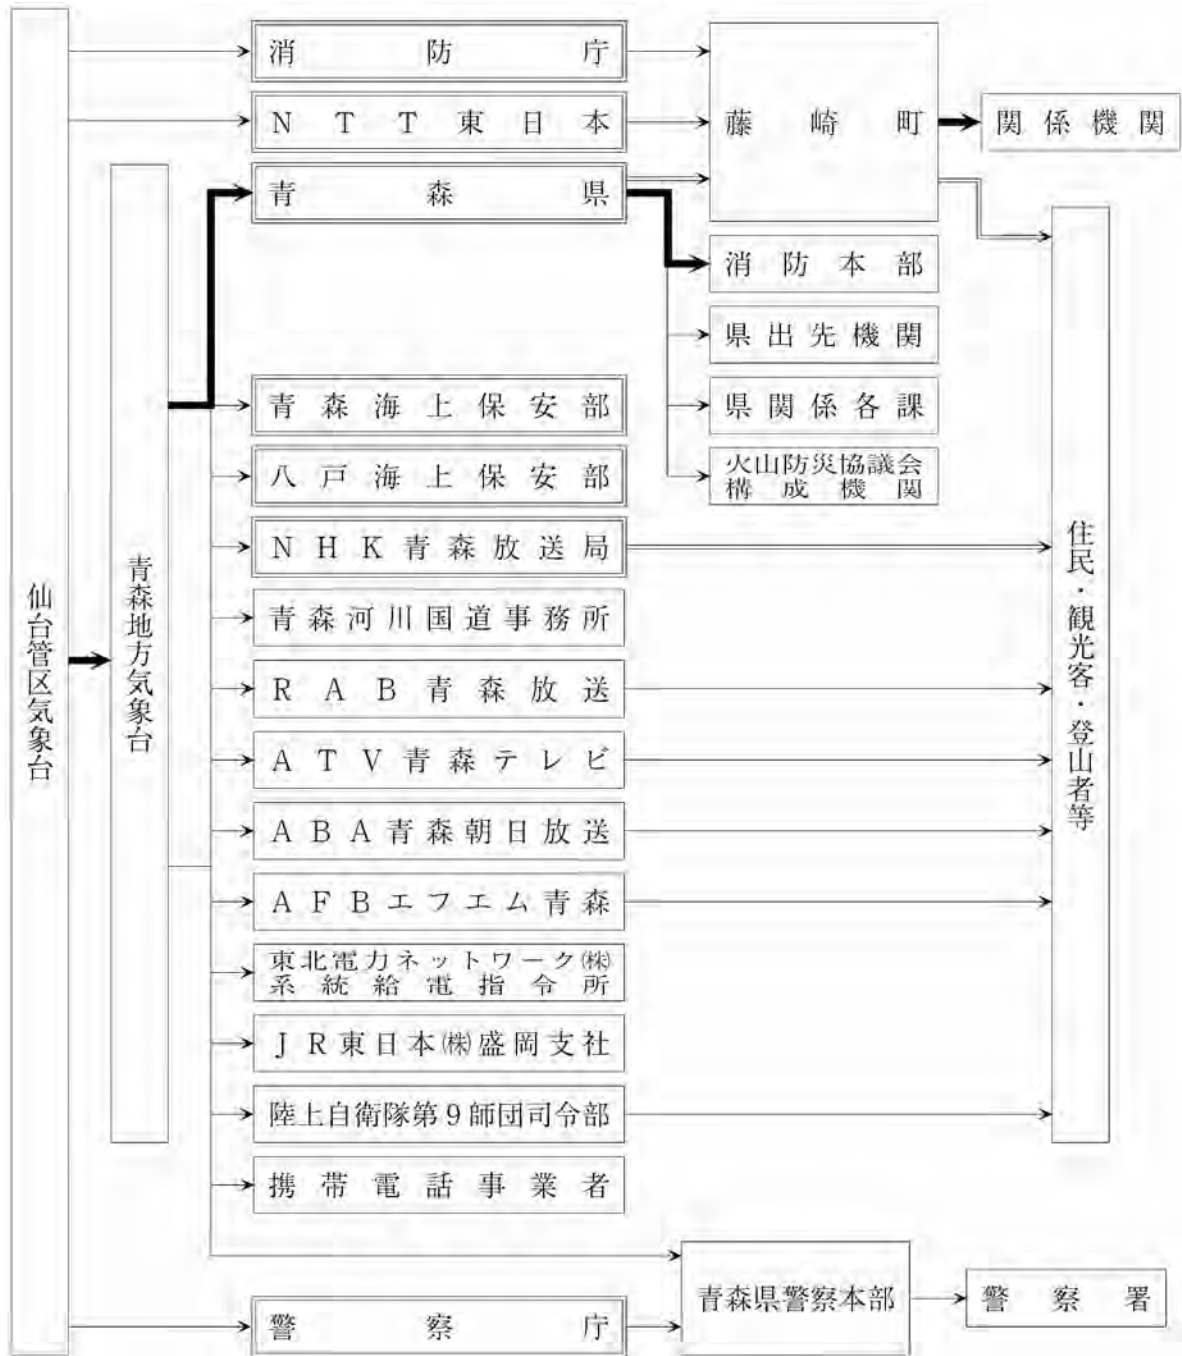 消防庁
藤崎町
関係機関
NTT東日本
青森県
消防本部
県出先機関
青森海上保安部
県関係各課
八戸海上保安部
火山防災協議会
構成機関
NHK青森放送局
青森河川国道事務所
RAB青森放送
ATV青森テレビ
ABA青森朝日放送
AFBエフエム青森
東北電力ネットワーク㈱
系統給電指令所
JR東日本㈱盛岡支社
陸上自衛隊第9師団司令部
携帯電話事業者
仙台管区気象台
青森地方気象台
住民・観光客・登山者等
青森県警察本部
警察署
警察庁